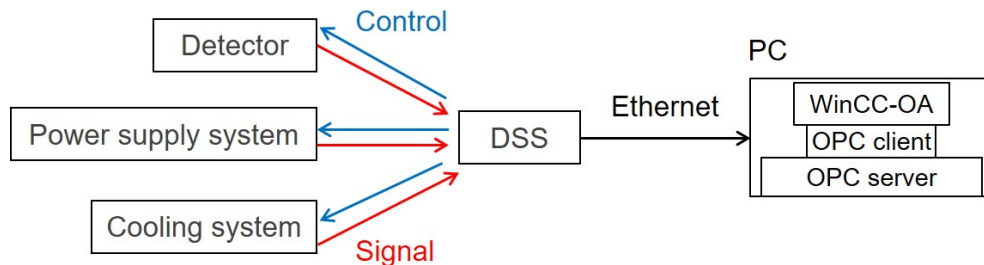 Control
Detector
PC
Ethernet
WinCC-OA
Power supply system
DSS
OPC client
OPC server
Cooling system
Signal